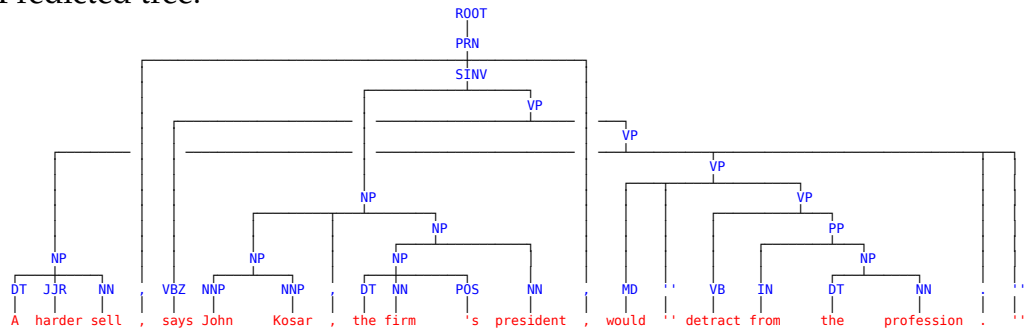 Predicted tree:
ROOT
PRN
SINV
VP
VP
VP
NP VP
NP PP
NP NP NP NP
DT JJR NN , VBZ NNP NNP , DT NN POS NN , MD '' VB IN DT NN . ''
A harder sell , says John Kosar , the firm 's president , would '' detract from the profession . ''